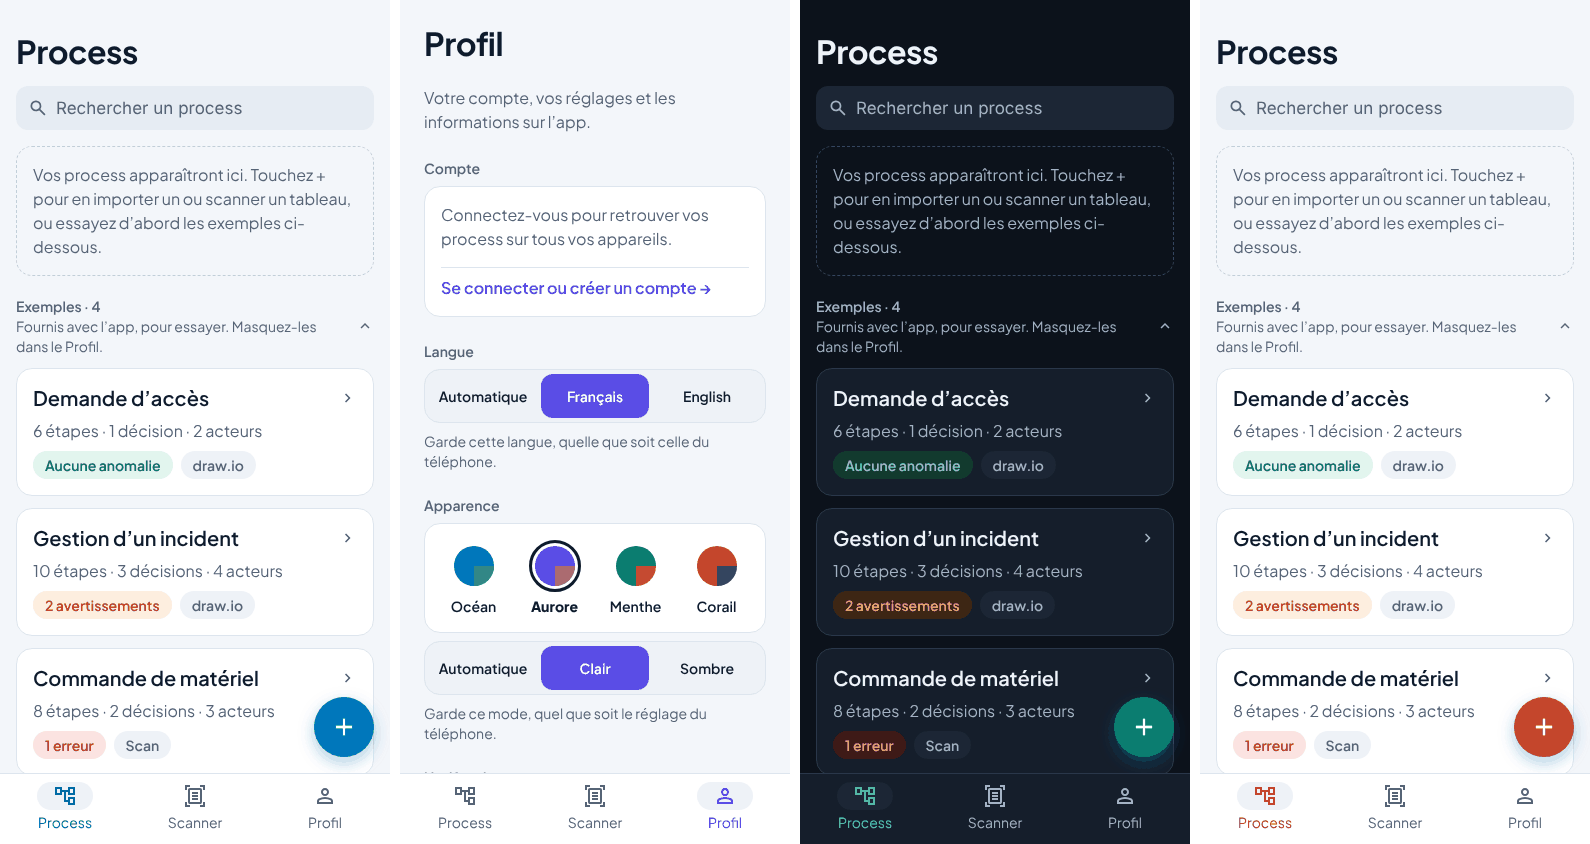 Process
Rechercher un process
Vos process apparaîtront ici. Touchez +
pour en importer un ou scanner un tableau,
ou essayez d’abord les exemples ci-
dessous.
Exemples · 4
Fournis avec l’app, pour essayer. Masquez-les
dans le Profil.
Demande d’accès
6 étapes · 1 décision · 2 acteurs
Aucune anomalie
draw.io
Gestion d’un incident
10 étapes · 3 décisions · 4 acteurs
2 avertissements
draw.io
Commande de matériel
8 étapes · 2 décisions · 3 acteurs
1 erreur
Scan
Process
Scanner
Profil
Profil
Votre compte, vos réglages et les
informations sur l’app.
Compte
Connectez-vous pour retrouver vos
process sur tous vos appareils.
Se connecter ou créer un compte →
Langue
Automatique
Français
English
Garde cette langue, quelle que soit celle du
téléphone.
Apparence
Océan
Aurore
Menthe
Corail
Automatique
Clair
Sombre
Garde ce mode, quel que soit le réglage du
téléphone.
Process
Scanner
Profil
Process
Rechercher un process
Vos process apparaîtront ici. Touchez +
pour en importer un ou scanner un tableau,
ou essayez d’abord les exemples ci-
dessous.
Exemples · 4
Fournis avec l’app, pour essayer. Masquez-les
dans le Profil.
Demande d’accès
6 étapes · 1 décision · 2 acteurs
Aucune anomalie
draw.io
Gestion d’un incident
10 étapes · 3 décisions · 4 acteurs
2 avertissements
draw.io
Commande de matériel
8 étapes · 2 décisions · 3 acteurs
1 erreur
Scan
Process
Scanner
Profil
Process
Rechercher un process
Vos process apparaîtront ici. Touchez +
pour en importer un ou scanner un tableau,
ou essayez d’abord les exemples ci-
dessous.
Exemples · 4
Fournis avec l’app, pour essayer. Masquez-les
dans le Profil.
Demande d’accès
6 étapes · 1 décision · 2 acteurs
Aucune anomalie
draw.io
Gestion d’un incident
10 étapes · 3 décisions · 4 acteurs
2 avertissements
draw.io
Commande de matériel
8 étapes · 2 décisions · 3 acteurs
1 erreur
Scan
Process
Scanner
Profil